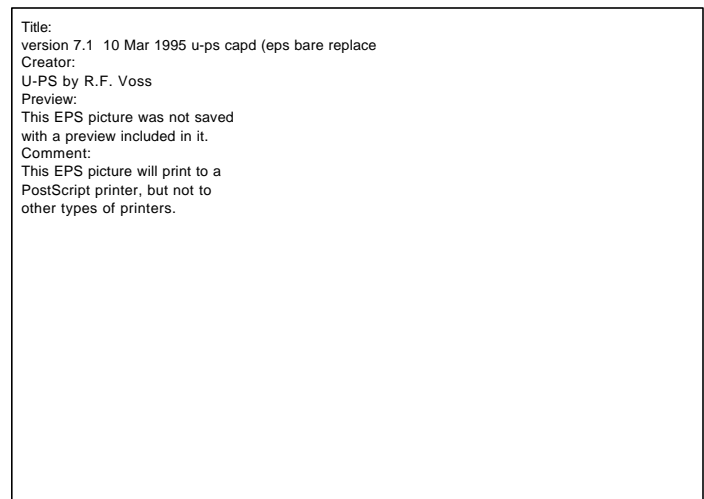 Title:
version 7.1  10 Mar 1995 u-ps capd (eps bare replace
Creator:
U-PS by R.F. Voss
Preview:
This EPS picture was not saved
with a preview included in it.
Comment:
This EPS picture will print to a
PostScript printer, but not to
other types of printers.